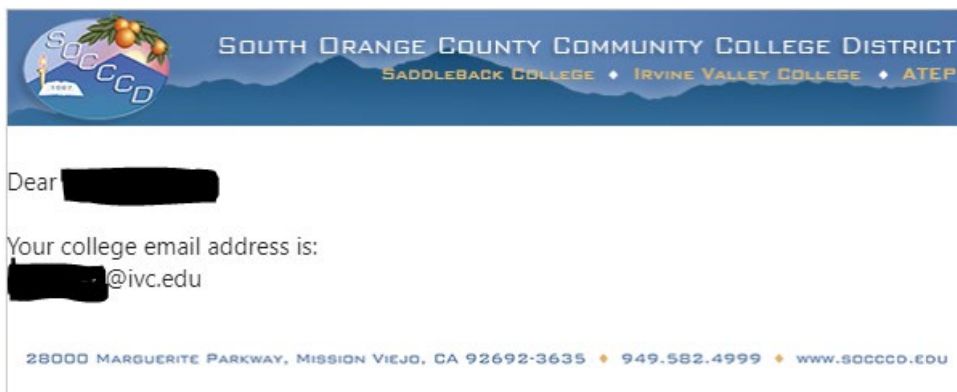 SOCCCD
1967
SOUTH ORANGE COUNTY COMMUNITY COLLEGE DISTRICT
SADDLEBACK COLLEGE ◆ IRVINE VALLEY COLLEGE ◆ ATEP
Dear
Your college email address is:
@ivc.edu
28000 MARGUERITE PARKWAY, MISSION VIEJO, CA 92692-3635 ◆ 949.582.4999 ◆ WWW.SOCCCD.EDU